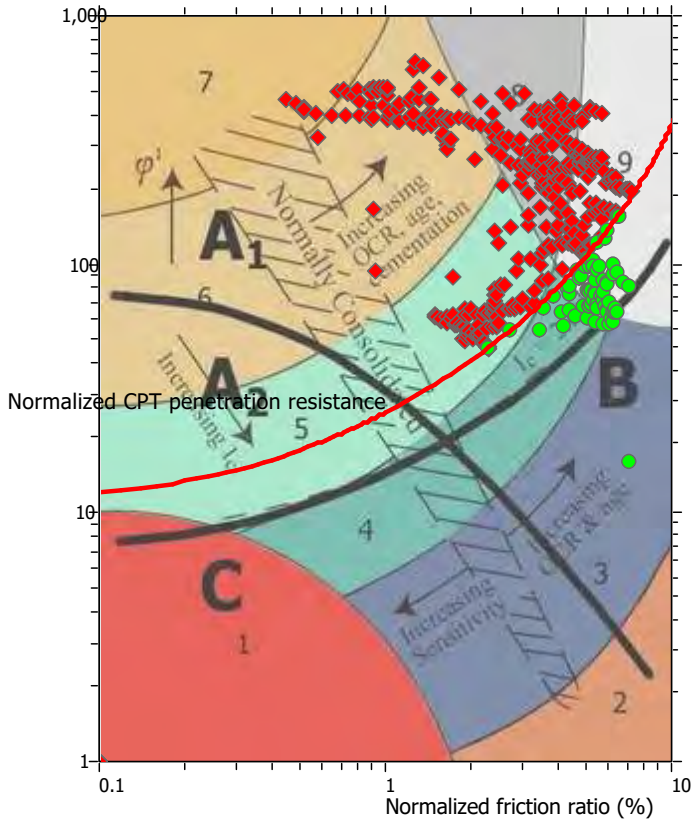 1,000
7
8
9
φ'
Increasing
OCR, age,
cementation
Normally Consolidated
A1
100
6
Ic
A2
B
Normalized CPT penetration resistance
Increasing Ic
5
10
4
Increasing
OCR & age
C
3
Increasing
Sensitivity
1
2
1
0.1
1
10
Normalized friction ratio (%)